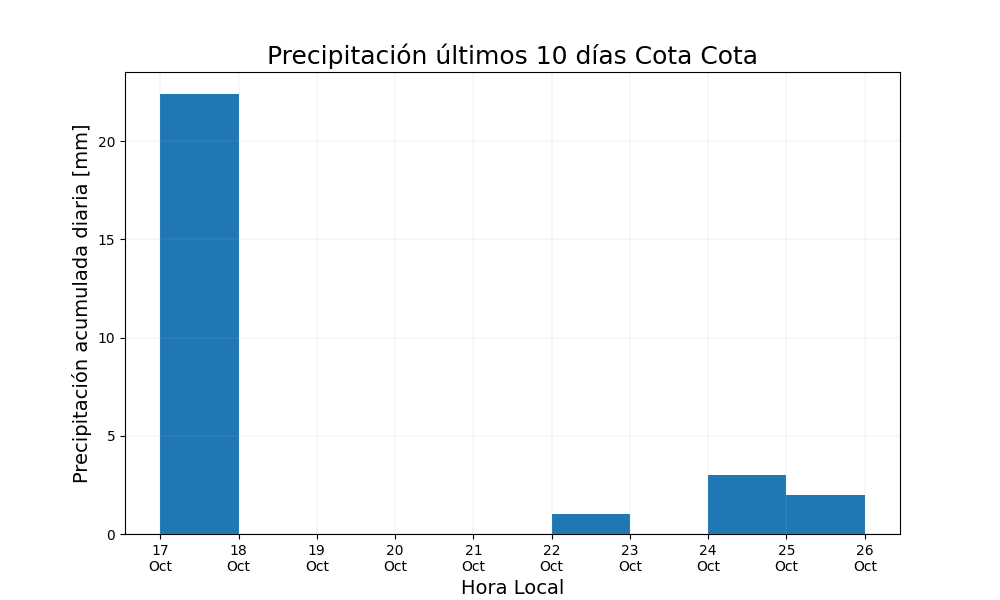 Precipitación últimos 10 días Cota Cota
Precipitación acumulada diaria [mm]
20
15
10
5
0
17 18 19 20 21 22 23 24 25 26
Oct Oct Oct Oct Oct Oct Oct Oct Oct Oct
Hora Local